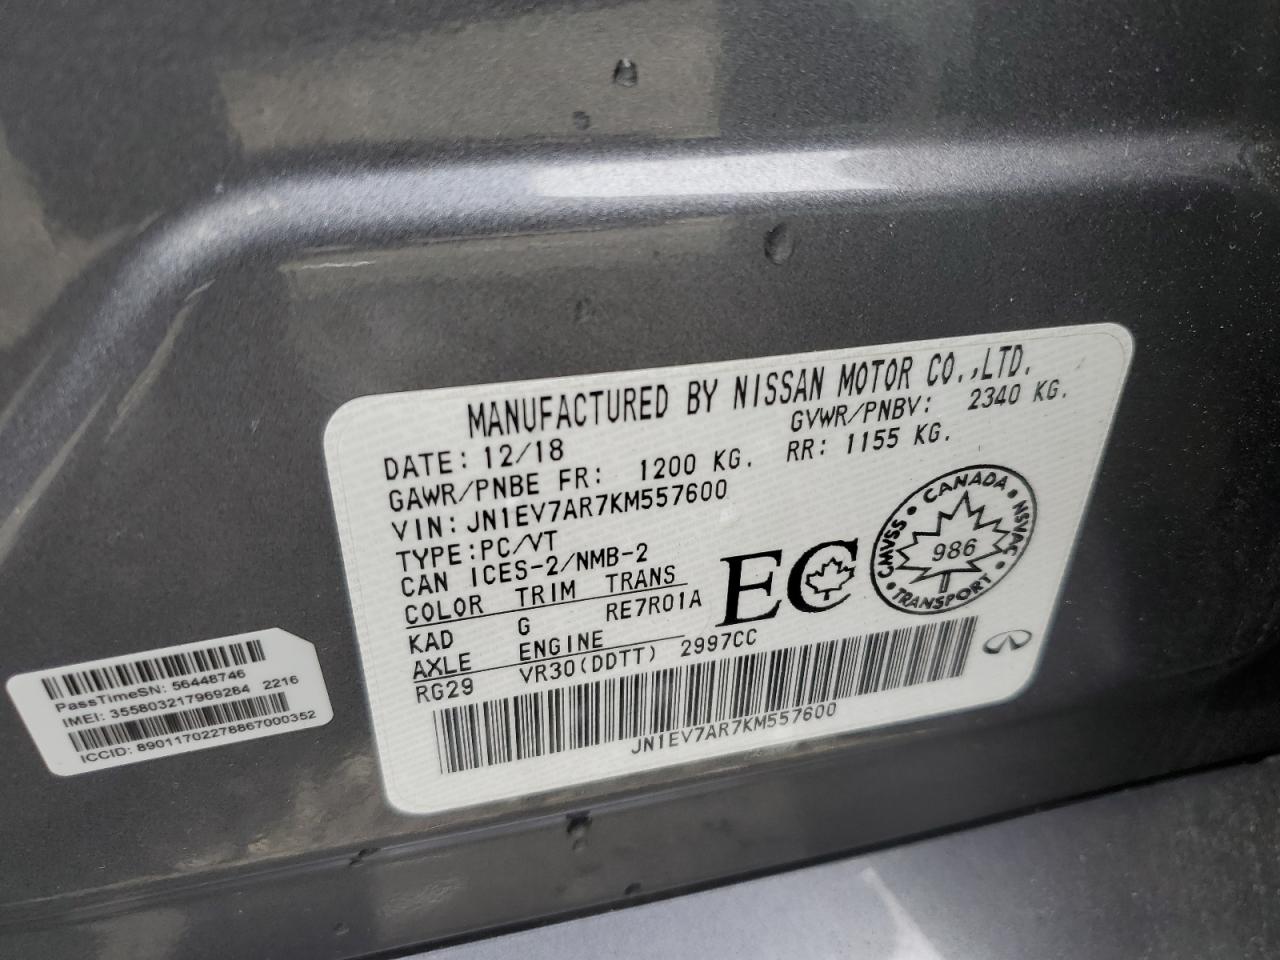 MANUFACTURED BY NISSAN MOTOR CO.,LTD.
DATE: 12/18 GVWR/PNBV: 2340 KG.
GAWR/PNBE FR: 1200 KG. RR: 1155 KG.
VIN: JN1EV7AR7KM557600
TYPE:PC/VT
CAN ICES-2/NMB-2
COLOR TRIM TRANS
KAD G RE7R01A
AXLE ENGINE
RG29 VR30(DDTT) 2997CC
JN1EV7AR7KM557600
EC
CANADA
CMVSS NSVAC
986
TRANSPORT
PassTimeSN: 56448746
IMEI: 355803217969284 2216
ICCID: 89011702278867000352